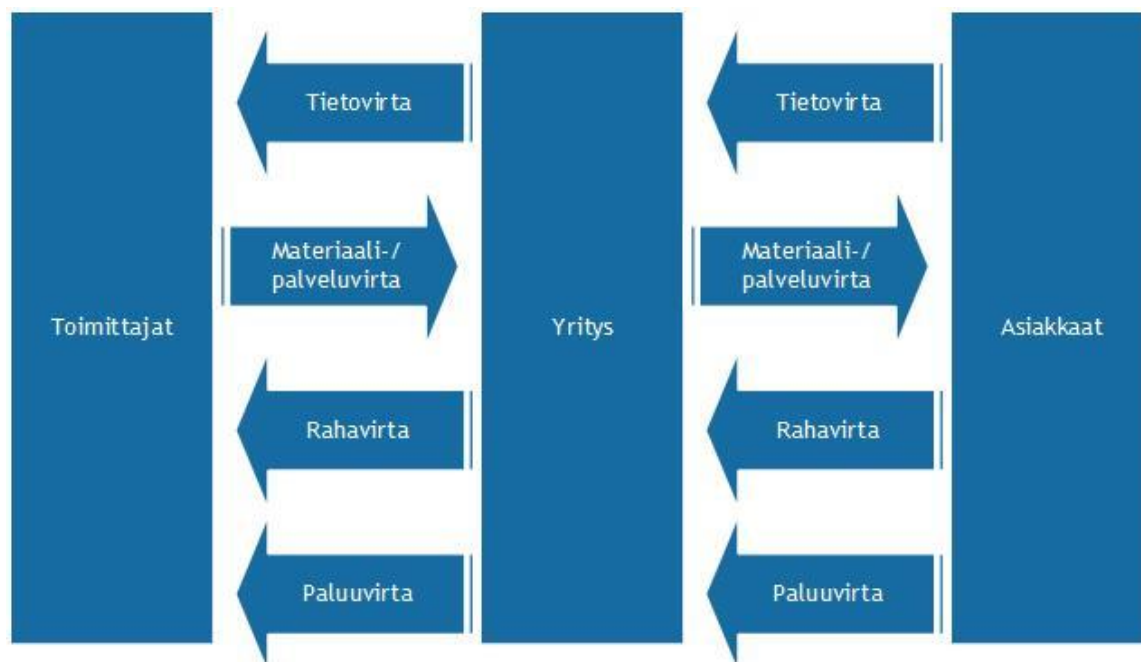 Tietovirta
Tietovirta
Materiaali-/
palveluvirta
Materiaali-/
palveluvirta
Toimittajat
Yritys
Asiakkaat
Rahavirta
Rahavirta
Paluuvirta
Paluuvirta